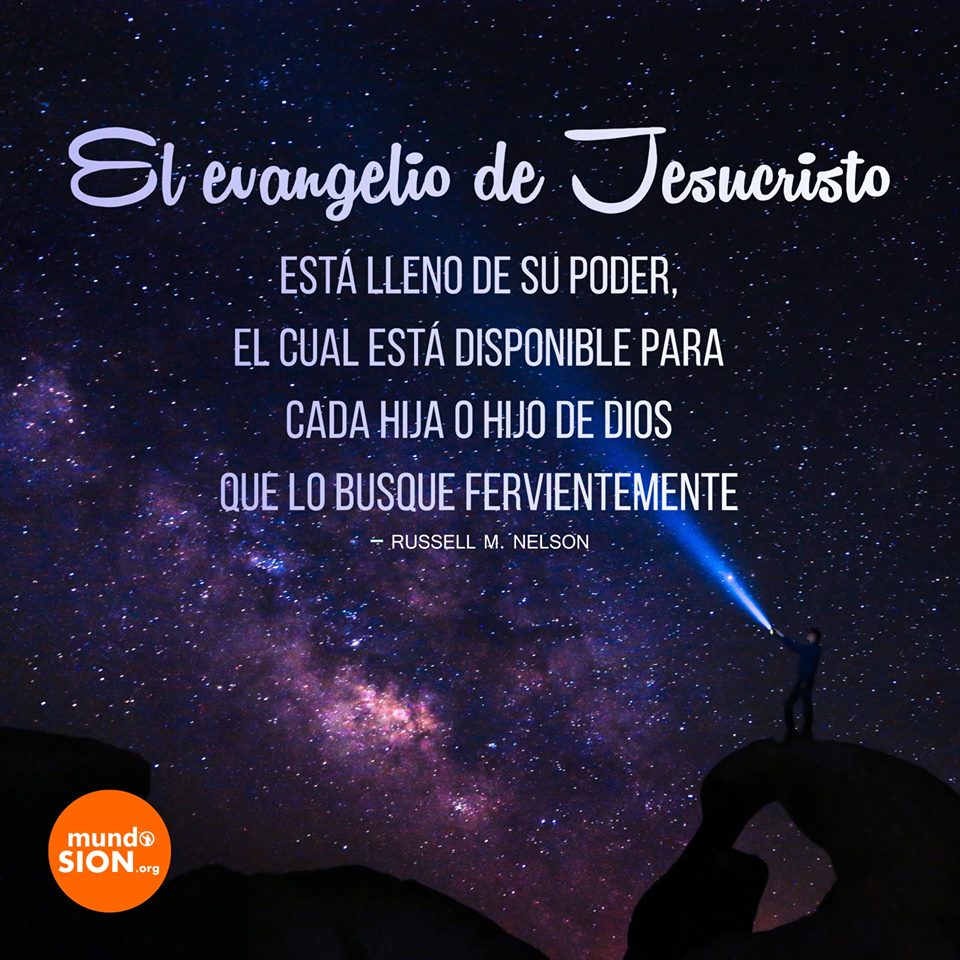 El evangelio de Jesucristo
ESTÁ LLENO DE SU PODER,
EL CUAL ESTÁ DISPONIBLE PARA
CADA HIJA O HIJO DE DIOS
QUE LO BUSQUE FERVIENTEMENTE
– RUSSELL M. NELSON
mundo
SION.org